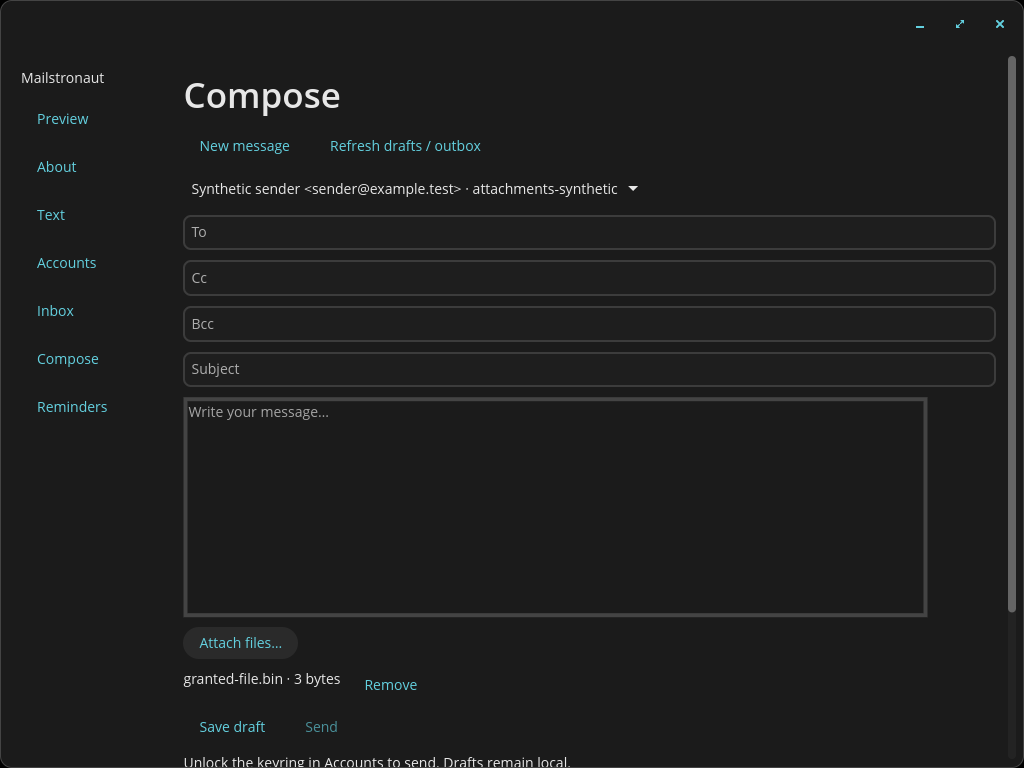 Mailstronaut
Preview
About
Text
Accounts
Inbox
Compose
Reminders
Compose
New message
Refresh drafts / outbox
Synthetic sender <sender@example.test> · attachments-synthetic
To
Cc
Bcc
Subject
Write your message...
Attach files...
granted-file.bin · 3 bytes
Remove
Save draft
Send
Unlock the keyring in Accounts to send. Drafts remain local.